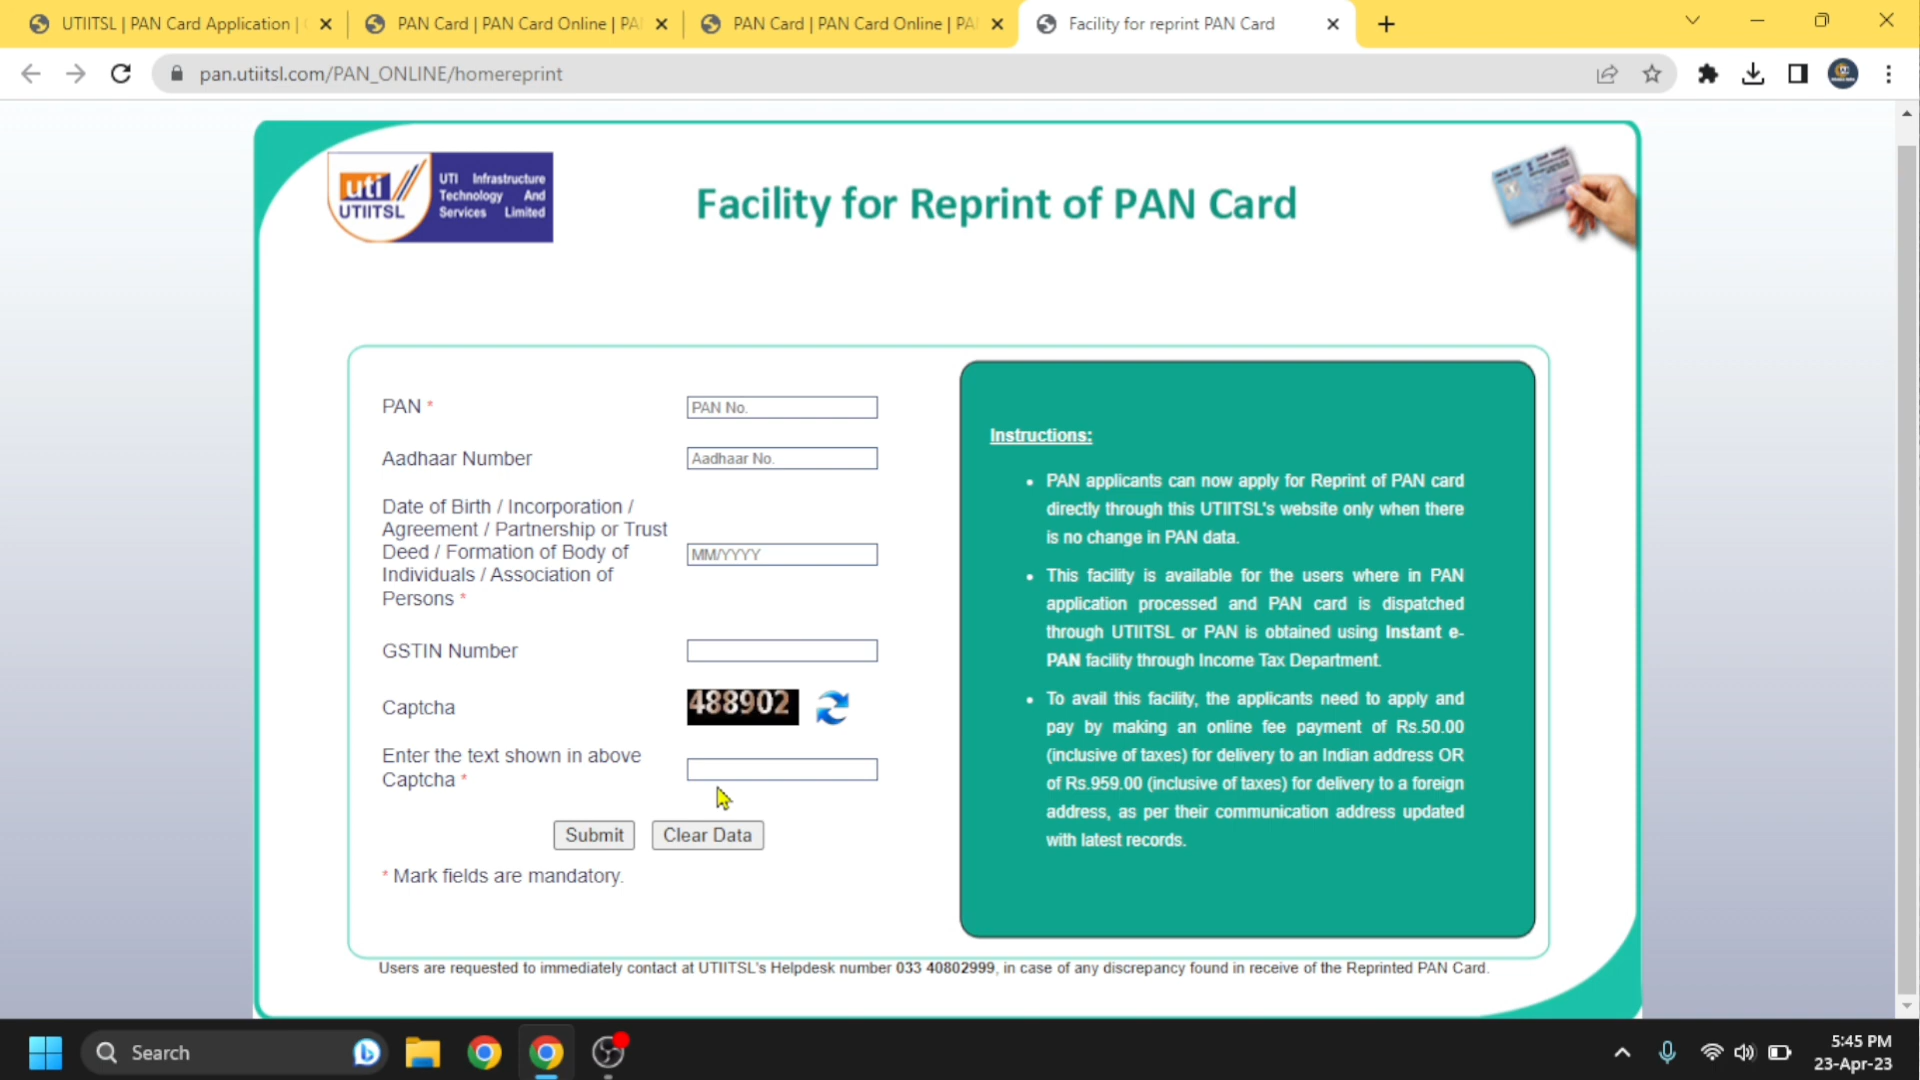 UTIITSL | PAN Card Application |
PAN Card | PAN Card Online | PA
PAN Card | PAN Card Online | PA
Facility for reprint PAN Card
pan.utiitsl.com/PAN_ONLINE/homereprint
uti
UTIITSL
UTI Infrastructure
Technology And
Services Limited
Facility for Reprint of PAN Card
PAN *
PAN No.
Aadhaar Number
Aadhaar No.
Date of Birth / Incorporation /
Agreement / Partnership or Trust
Deed / Formation of Body of
Individuals / Association of
Persons *
MM/YYYY
GSTIN Number
Captcha
488902
Enter the text shown in above
Captcha *
Submit
Clear Data
* Mark fields are mandatory.
Instructions:
• PAN applicants can now apply for Reprint of PAN card
directly through this UTIITSL's website only when there
is no change in PAN data.
• This facility is available for the users where in PAN
application processed and PAN card is dispatched
through UTIITSL or PAN is obtained using Instant e-
PAN facility through Income Tax Department.
• To avail this facility, the applicants need to apply and
pay by making an online fee payment of Rs.50.00
(inclusive of taxes) for delivery to an Indian address OR
of Rs.959.00 (inclusive of taxes) for delivery to a foreign
address, as per their communication address updated
with latest records.
Users are requested to immediately contact at UTIITSL's Helpdesk number 033 40802999, in case of any discrepancy found in receive of the Reprinted PAN Card.
Search
5:45 PM
23-Apr-23